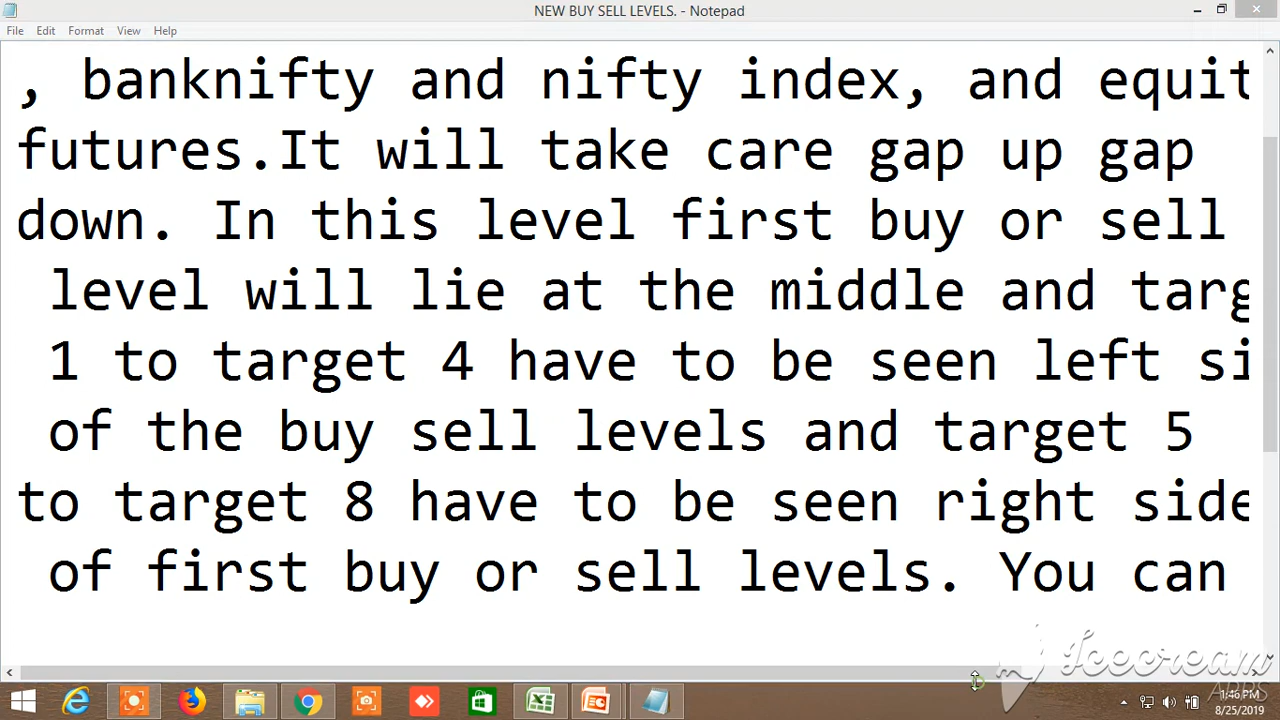 NEW BUY SELL LEVELS. - Notepad
File Edit Format View Help
, banknifty and nifty index, and equit
futures.It will take care gap up gap
down. In this level first buy or sell
level will lie at the middle and targ
1 to target 4 have to be seen left si
of the buy sell levels and target 5
to target 8 have to be seen right side
of first buy or sell levels. You can
Icecream
APPS
1:46 PM
8/25/2019